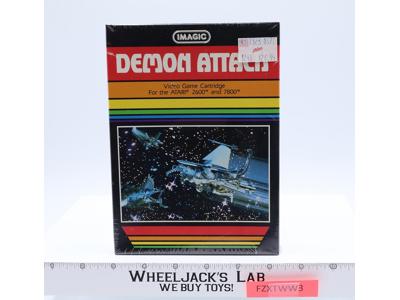 IMAGIC
DEMON ATTACK
Video Game Cartridge
For the ATARI® 2600™ and 7800™
WHEELJACK'S LAB
WE BUY TOYS!
FZXTWW3